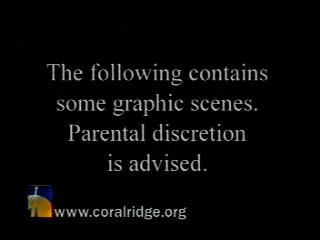 The following contains
some graphic scenes.
Parental discretion
is advised.
www.coralridge.org